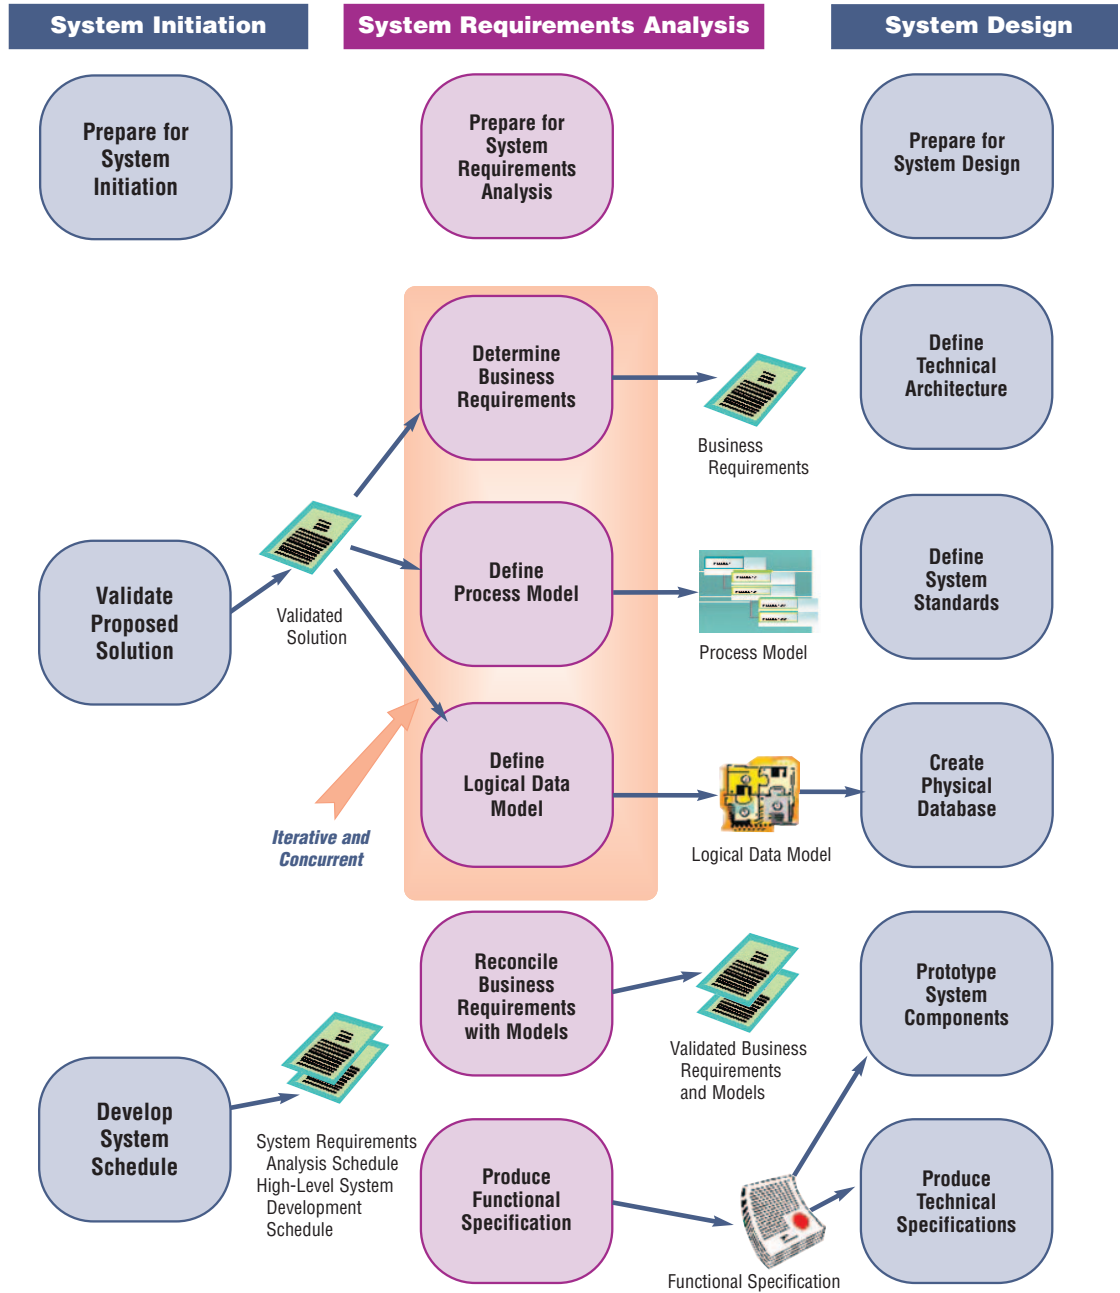 System Initiation
System Requirements Analysis
System Design
Prepare for
System
Initiation
Prepare for
System
Requirements
Analysis
Prepare for
System Design
Determine
Business
Requirements
Business
Requirements
Define
Technical
Architecture
Validate
Proposed
Solution
Validated
Solution
Define
Process Model
Process Model
Define
System
Standards
Iterative and
Concurrent
Define
Logical Data
Model
Logical Data Model
Create
Physical
Database
Reconcile
Business
Requirements
with Models
Validated Business
Requirements
and Models
Prototype
System
Components
Develop
System
Schedule
System Requirements
Analysis Schedule
High-Level System
Development
Schedule
Produce
Functional
Specification
Functional Specification
Produce
Technical
Specifications